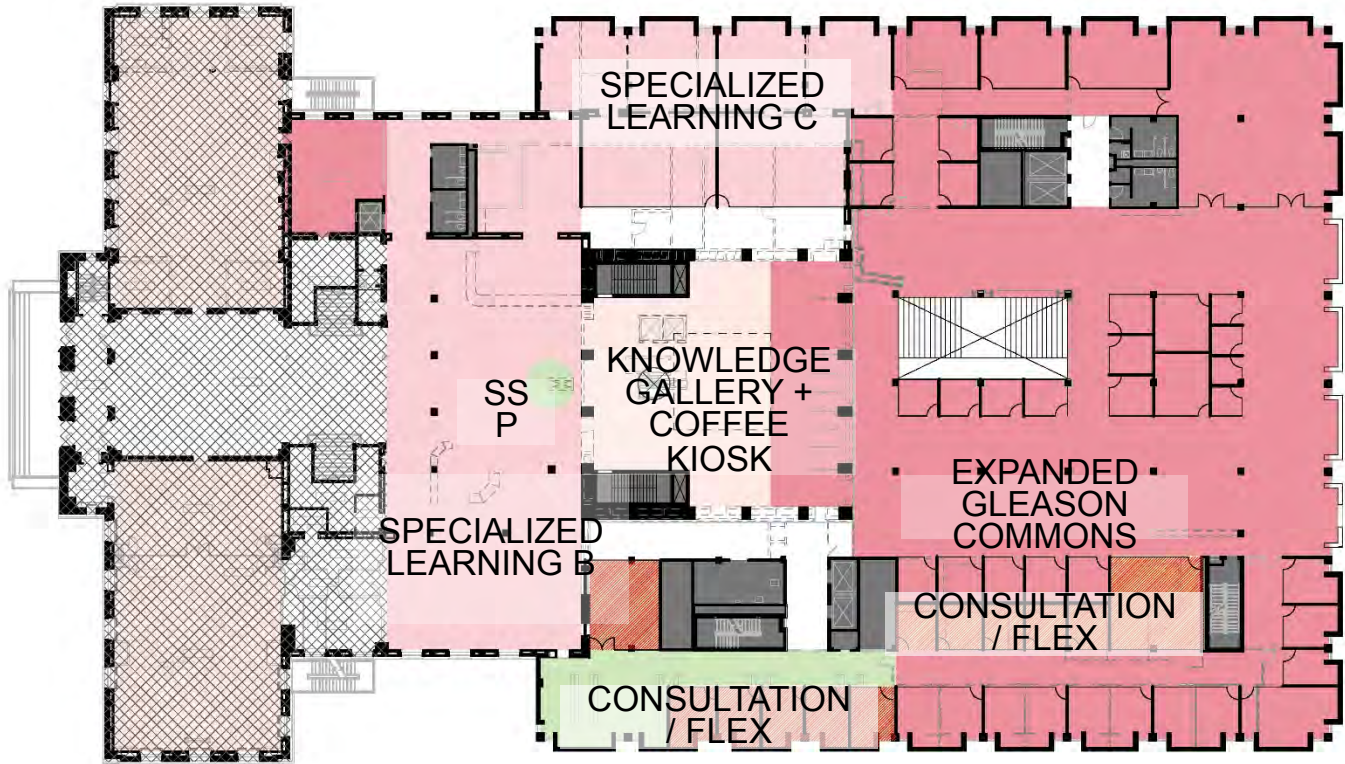 SPECIALIZED
LEARNING C
KNOWLEDGE
GALLERY +
COFFEE
KIOSK
SS
P
EXPANDED
GLEASON
COMMONS
SPECIALIZED
LEARNING B
CONSULTATION
/ FLEX
CONSULTATION
/ FLEX